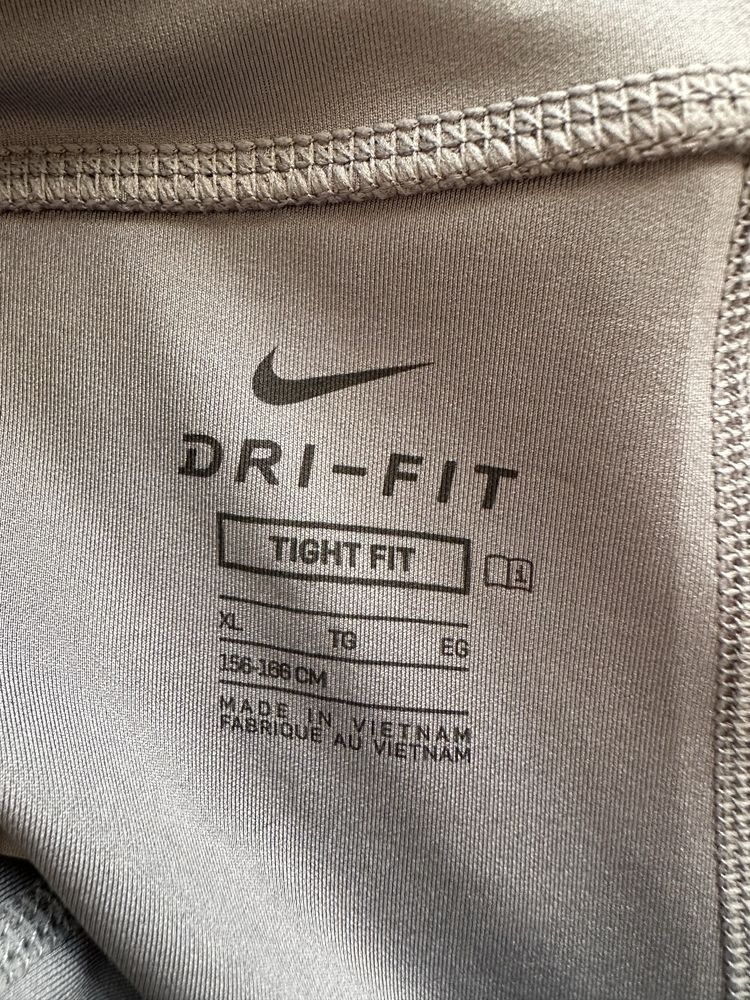 DRI-FIT
TIGHT FIT
XL TG EG
156-166 CM
MADE IN VIETNAM
FABRIQUE AU VIETNAM